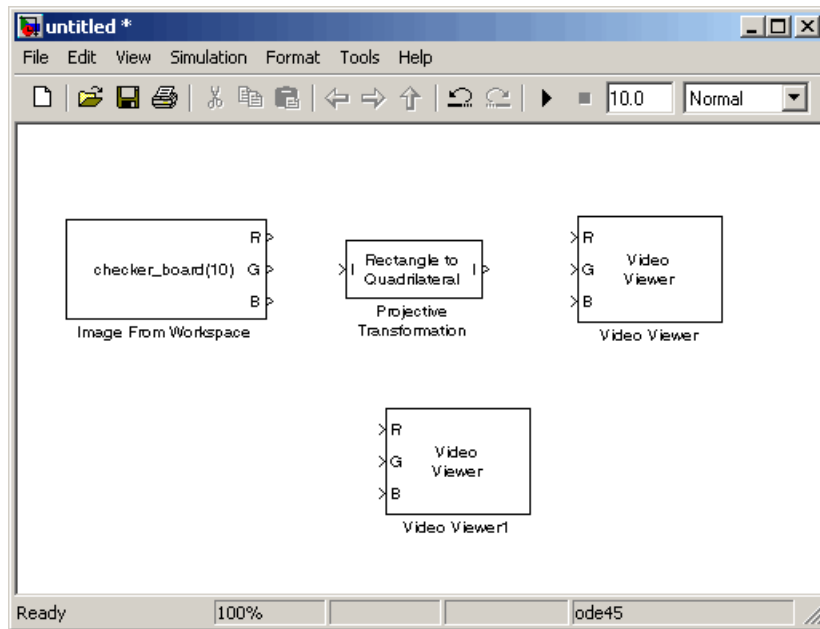 untitled *
File Edit View Simulation Format Tools Help
10.0 Normal
R
checker_board(10) G
B
Image From Workspace
I Rectangle to Quadrilateral I
Projective
Transformation
R
G Video Viewer
B
Video Viewer
R
G Video Viewer
B
Video Viewer1
Ready 100% ode45